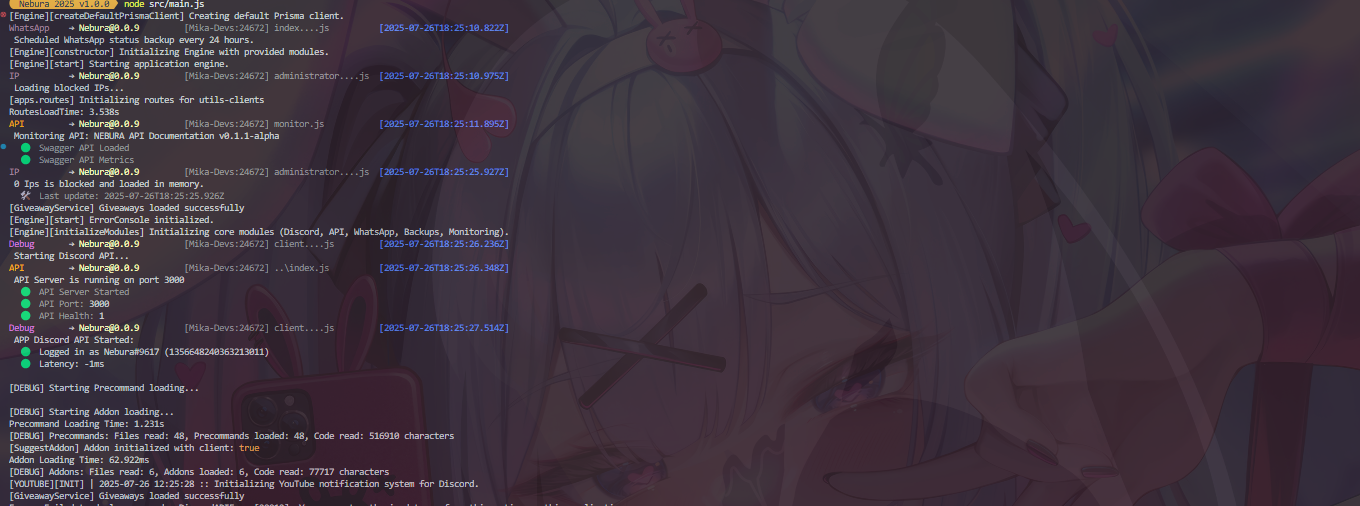 Nebura 2025 v1.0.0 node src/main.js
[Engine][createDefaultPrismaClient] Creating default Prisma client.
WhatsApp → Nebura@0.0.9 [Mika-Devs:24672] index....js [2025-07-26T18:25:10.822Z]
Scheduled WhatsApp status backup every 24 hours.
[Engine][constructor] Initializing Engine with provided modules.
[Engine][start] Starting application engine.
IP → Nebura@0.0.9 [Mika-Devs:24672] administrator....js [2025-07-26T18:25:10.975Z]
Loading blocked IPs...
[apps.routes] Initializing routes for utils-clients
RoutesLoadTime: 3.538s
API → Nebura@0.0.9 [Mika-Devs:24672] monitor.js [2025-07-26T18:25:11.895Z]
Monitoring API: NEBURA API Documentation v0.1.1-alpha
Swagger API Loaded
Swagger API Metrics
IP → Nebura@0.0.9 [Mika-Devs:24672] administrator....js [2025-07-26T18:25:25.927Z]
0 Ips is blocked and loaded in memory.
🛠 Last update: 2025-07-26T18:25:25.926Z
[GiveawayService] Giveaways loaded successfully
[Engine][start] ErrorConsole initialized.
[Engine][initializeModules] Initializing core modules (Discord, API, WhatsApp, Backups, Monitoring).
Debug → Nebura@0.0.9 [Mika-Devs:24672] client....js [2025-07-26T18:25:26.236Z]
Starting Discord API...
API → Nebura@0.0.9 [Mika-Devs:24672] ..\index.js [2025-07-26T18:25:26.348Z]
API Server is running on port 3000
API Server Started
API Port: 3000
API Health: 1
Debug → Nebura@0.0.9 [Mika-Devs:24672] client....js [2025-07-26T18:25:27.514Z]
APP Discord API Started:
Logged in as Nebura#9617 (1356648240363213011)
Latency: -1ms
[DEBUG] Starting Precommand loading...
[DEBUG] Starting Addon loading...
Precommand Loading Time: 1.231s
[DEBUG] Precommands: Files read: 48, Precommands loaded: 48, Code read: 516910 characters
[SuggestAddon] Addon initialized with client: true
Addon Loading Time: 62.922ms
[DEBUG] Addons: Files read: 6, Addons loaded: 6, Code read: 77717 characters
[YOUTUBE][INIT] | 2025-07-26 12:25:28 :: Initializing YouTube notification system for Discord.
[GiveawayService] Giveaways loaded successfully